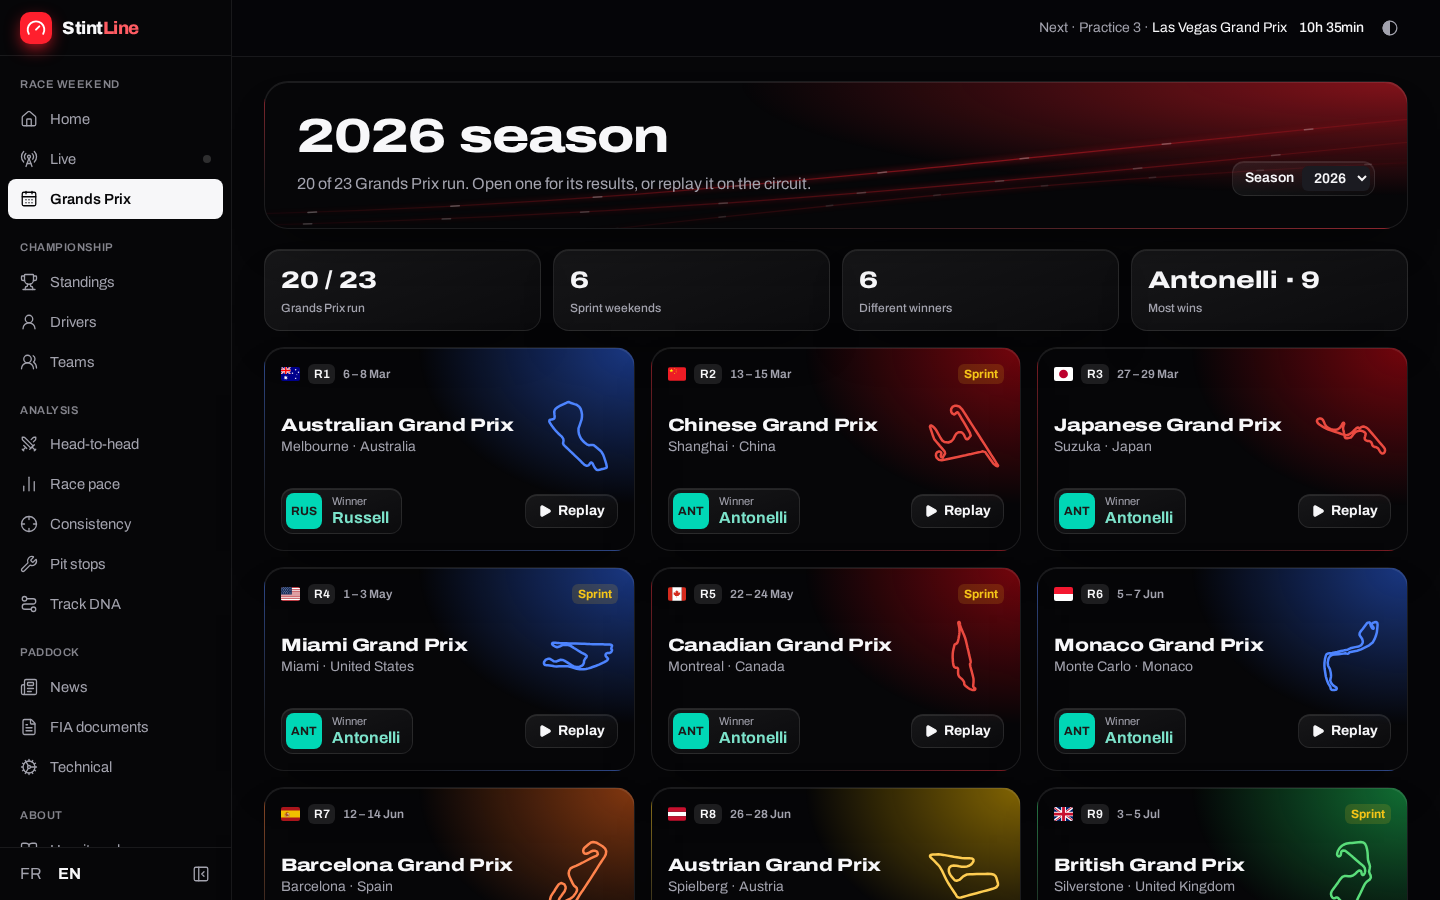 StintLine
Next · Practice 3 · Las Vegas Grand Prix 10h 35min
RACE WEEKEND
Home
Live
Grands Prix
CHAMPIONSHIP
Standings
Drivers
Teams
ANALYSIS
Head-to-head
Race pace
Consistency
Pit stops
Track DNA
PADDOCK
News
FIA documents
Technical
ABOUT
FR EN
2026 season
20 of 23 Grands Prix run. Open one for its results, or replay it on the circuit.
Season 2026
20 / 23
Grands Prix run
6
Sprint weekends
6
Different winners
Antonelli · 9
Most wins
R1 6–8 Mar
Australian Grand Prix
Melbourne · Australia
RUS
Winner
Russell
Replay
R2 13–15 Mar Sprint
Chinese Grand Prix
Shanghai · China
ANT
Winner
Antonelli
Replay
R3 27–29 Mar
Japanese Grand Prix
Suzuka · Japan
ANT
Winner
Antonelli
Replay
R4 1–3 May Sprint
Miami Grand Prix
Miami · United States
ANT
Winner
Antonelli
Replay
R5 22–24 May Sprint
Canadian Grand Prix
Montreal · Canada
ANT
Winner
Antonelli
Replay
R6 5–7 Jun
Monaco Grand Prix
Monte Carlo · Monaco
ANT
Winner
Antonelli
Replay
R7 12–14 Jun
Barcelona Grand Prix
Barcelona · Spain
R8 26–28 Jun
Austrian Grand Prix
Spielberg · Austria
R9 3–5 Jul Sprint
British Grand Prix
Silverstone · United Kingdom